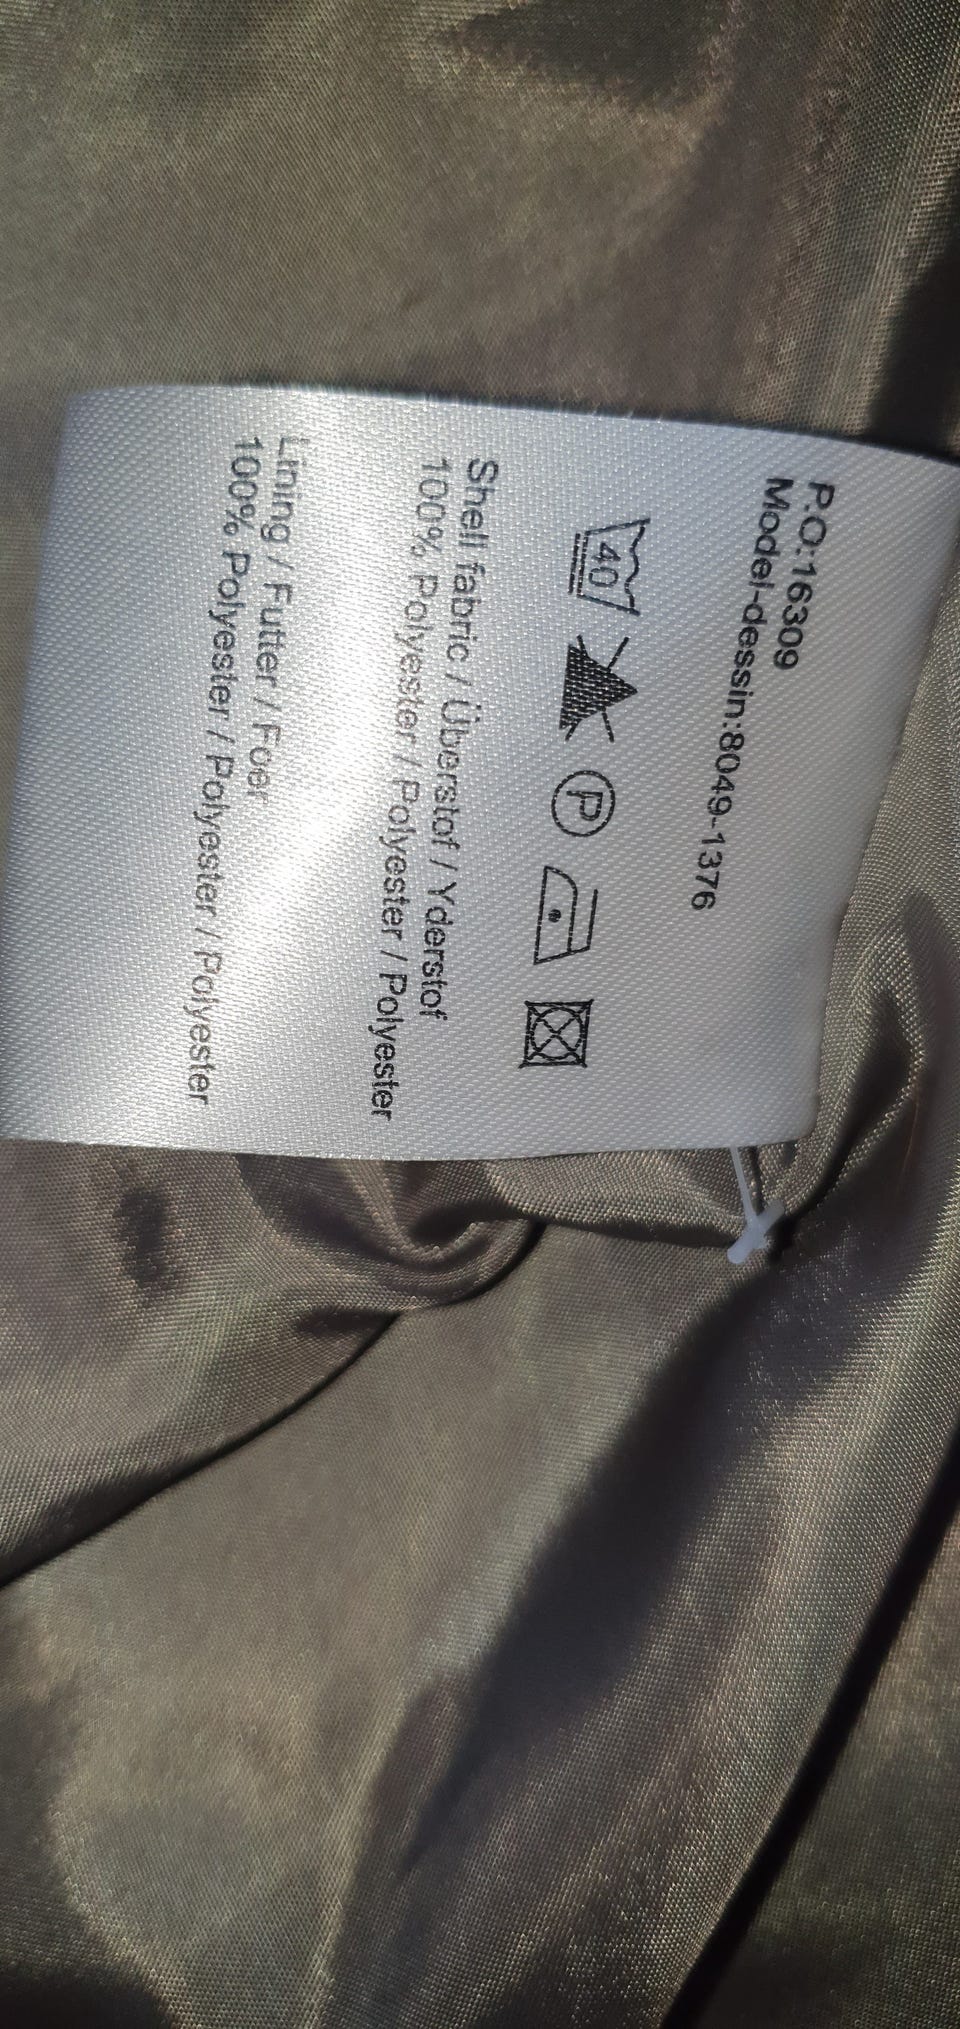 P.O:16309
Model-dessin:8049-1376
40 P
Shell fabric / Überstof / Yderstof
100% Polyester / Polyester / Polyester
Lining / Futter / Foer
100% Polyester / Polyester / Polyester